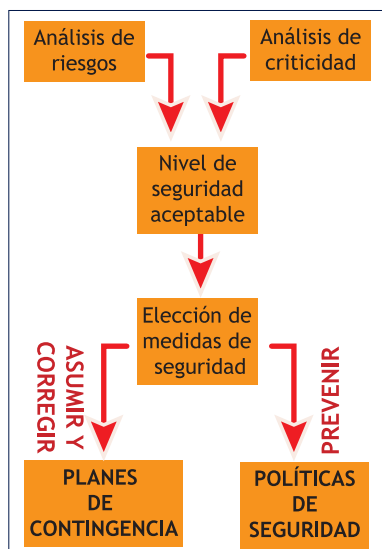 Análisis de
riesgos
Análisis de
criticidad
Nivel de
seguridad
aceptable
Elección de
medidas de
seguridad
ASUMIR Y
CORREGIR
PREVENIR
PLANES
DE
CONTINGENCIA
POLÍTICAS
DE
SEGURIDAD